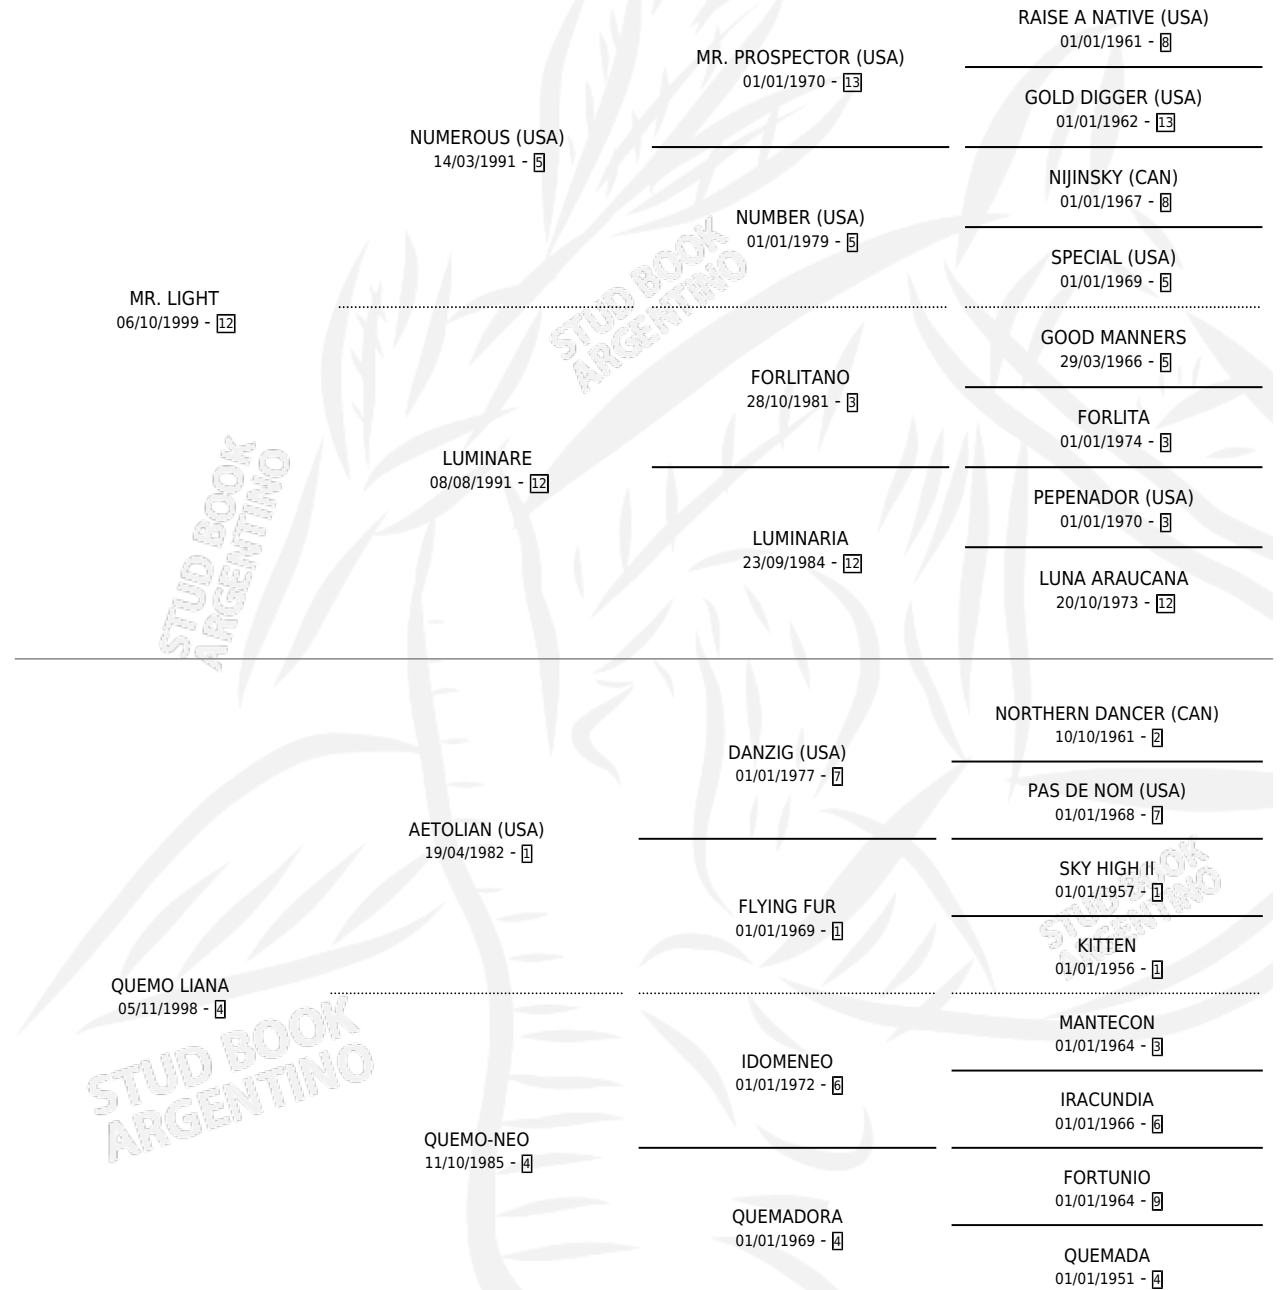 RAISE A NATIVE (USA)
01/01/1961 - 8
MR. PROSPECTOR (USA)
01/01/1970 - 13
GOLD DIGGER (USA)
01/01/1962 - 13
NUMEROUS (USA)
14/03/1991 - 5
NIJINSKY (CAN)
01/01/1967 - 8
NUMBER (USA)
01/01/1979 - 5
SPECIAL (USA)
01/01/1969 - 5
MR. LIGHT
06/10/1999 - 12
STUD BOOK
ARGENTINO
GOOD MANNERS
29/03/1966 - 5
FORLITANO
28/10/1981 - 3
FORLITA
01/01/1974 - 3
LUMINARE
08/08/1991 - 12
PEPENADOR (USA)
01/01/1970 - 3
LUMINARIA
23/09/1984 - 12
LUNA ARAUCANA
20/10/1973 - 12
STUD BOOK
ARGENTINO
NORTHERN DANCER (CAN)
10/10/1961 - 2
DANZIG (USA)
01/01/1977 - 7
PAS DE NOM (USA)
01/01/1968 - 7
AETOLIAN (USA)
19/04/1982 - 1
SKY HIGH II
01/01/1957 - 1
FLYING FUR
01/01/1969 - 1
KITTEN
01/01/1956 - 1
STUD BOOK
ARGENTINO
QUEMO LIANA
05/11/1998 - 4
MANTECON
01/01/1964 - 3
IDOMENEO
01/01/1972 - 6
IRACUNDIA
01/01/1966 - 6
STUD BOOK
ARGENTINO
QUEMO-NEO
11/10/1985 - 4
FORTUNIO
01/01/1964 - 9
QUEMADORA
01/01/1969 - 4
QUEMADA
01/01/1951 - 4